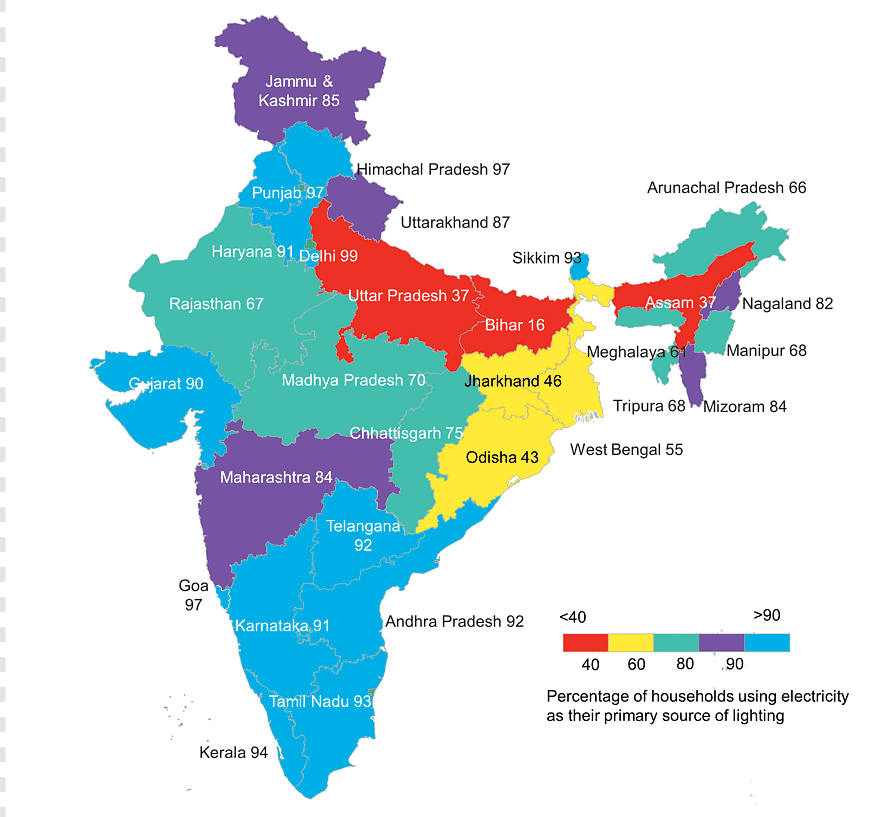 Jammu &
Kashmir 85
Himachal Pradesh 97
Punjab 97
Arunachal Pradesh 66
Uttarakhand 87
Haryana 91
Delhi 99
Sikkim 93
Uttar Pradesh 37
Rajasthan 67
Assam 37
Nagaland 82
Bihar 16
Meghalaya 61
Manipur 68
Gujarat 90
Madhya Pradesh 70
Jharkhand 46
Tripura 68
Mizoram 84
Chhattisgarh 75
West Bengal 55
Odisha 43
Maharashtra 84
Telangana
92
Goa
97
Karnataka 91
Andhra Pradesh 92
<40
>90
40
60
80
90
Percentage of households using electricity
as their primary source of lighting
Tamil Nadu 93
Kerala 94